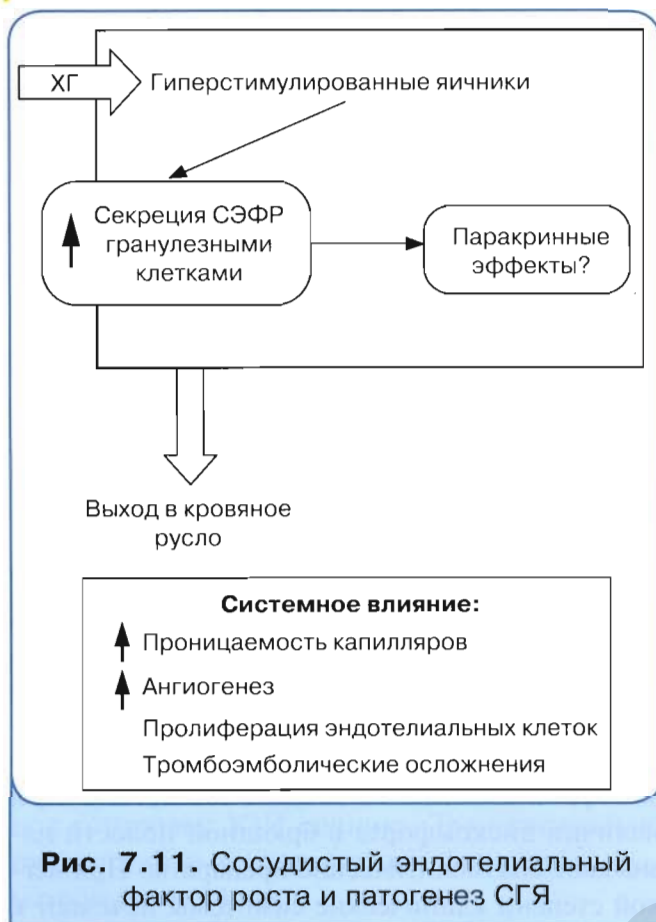 ХГ
Гиперстимулированные яичники
Секреция СЭФР
гранулезными
клетками
Паракринные
эффекты?
Выход в кровяное
русло
Системное влияние:
Проницаемость капилляров
Ангиогенез
Пролиферация эндотелиальных клеток
Тромбоэмболические осложнения
Рис. 7.11. Сосудистый эндотелиальный
фактор роста и патогенез СГЯ